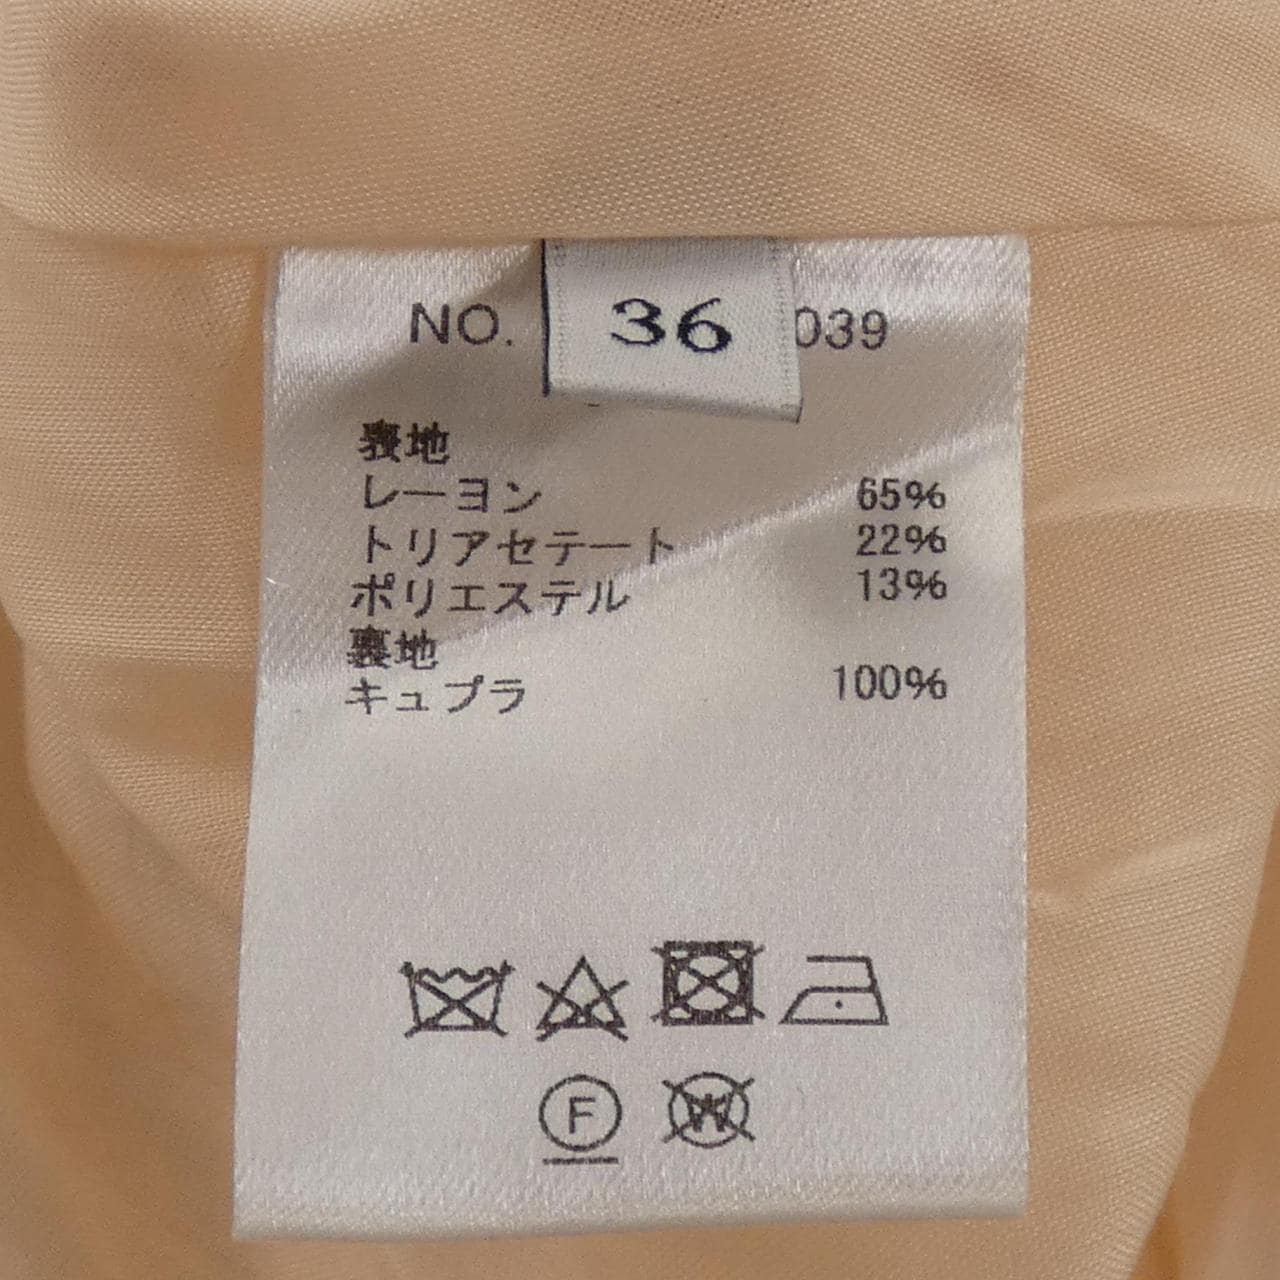 NO. 36 039
表地
レーヨン 65%
トリアセテート 22%
ポリエステル 13%
裏地
キュプラ 100%
F W